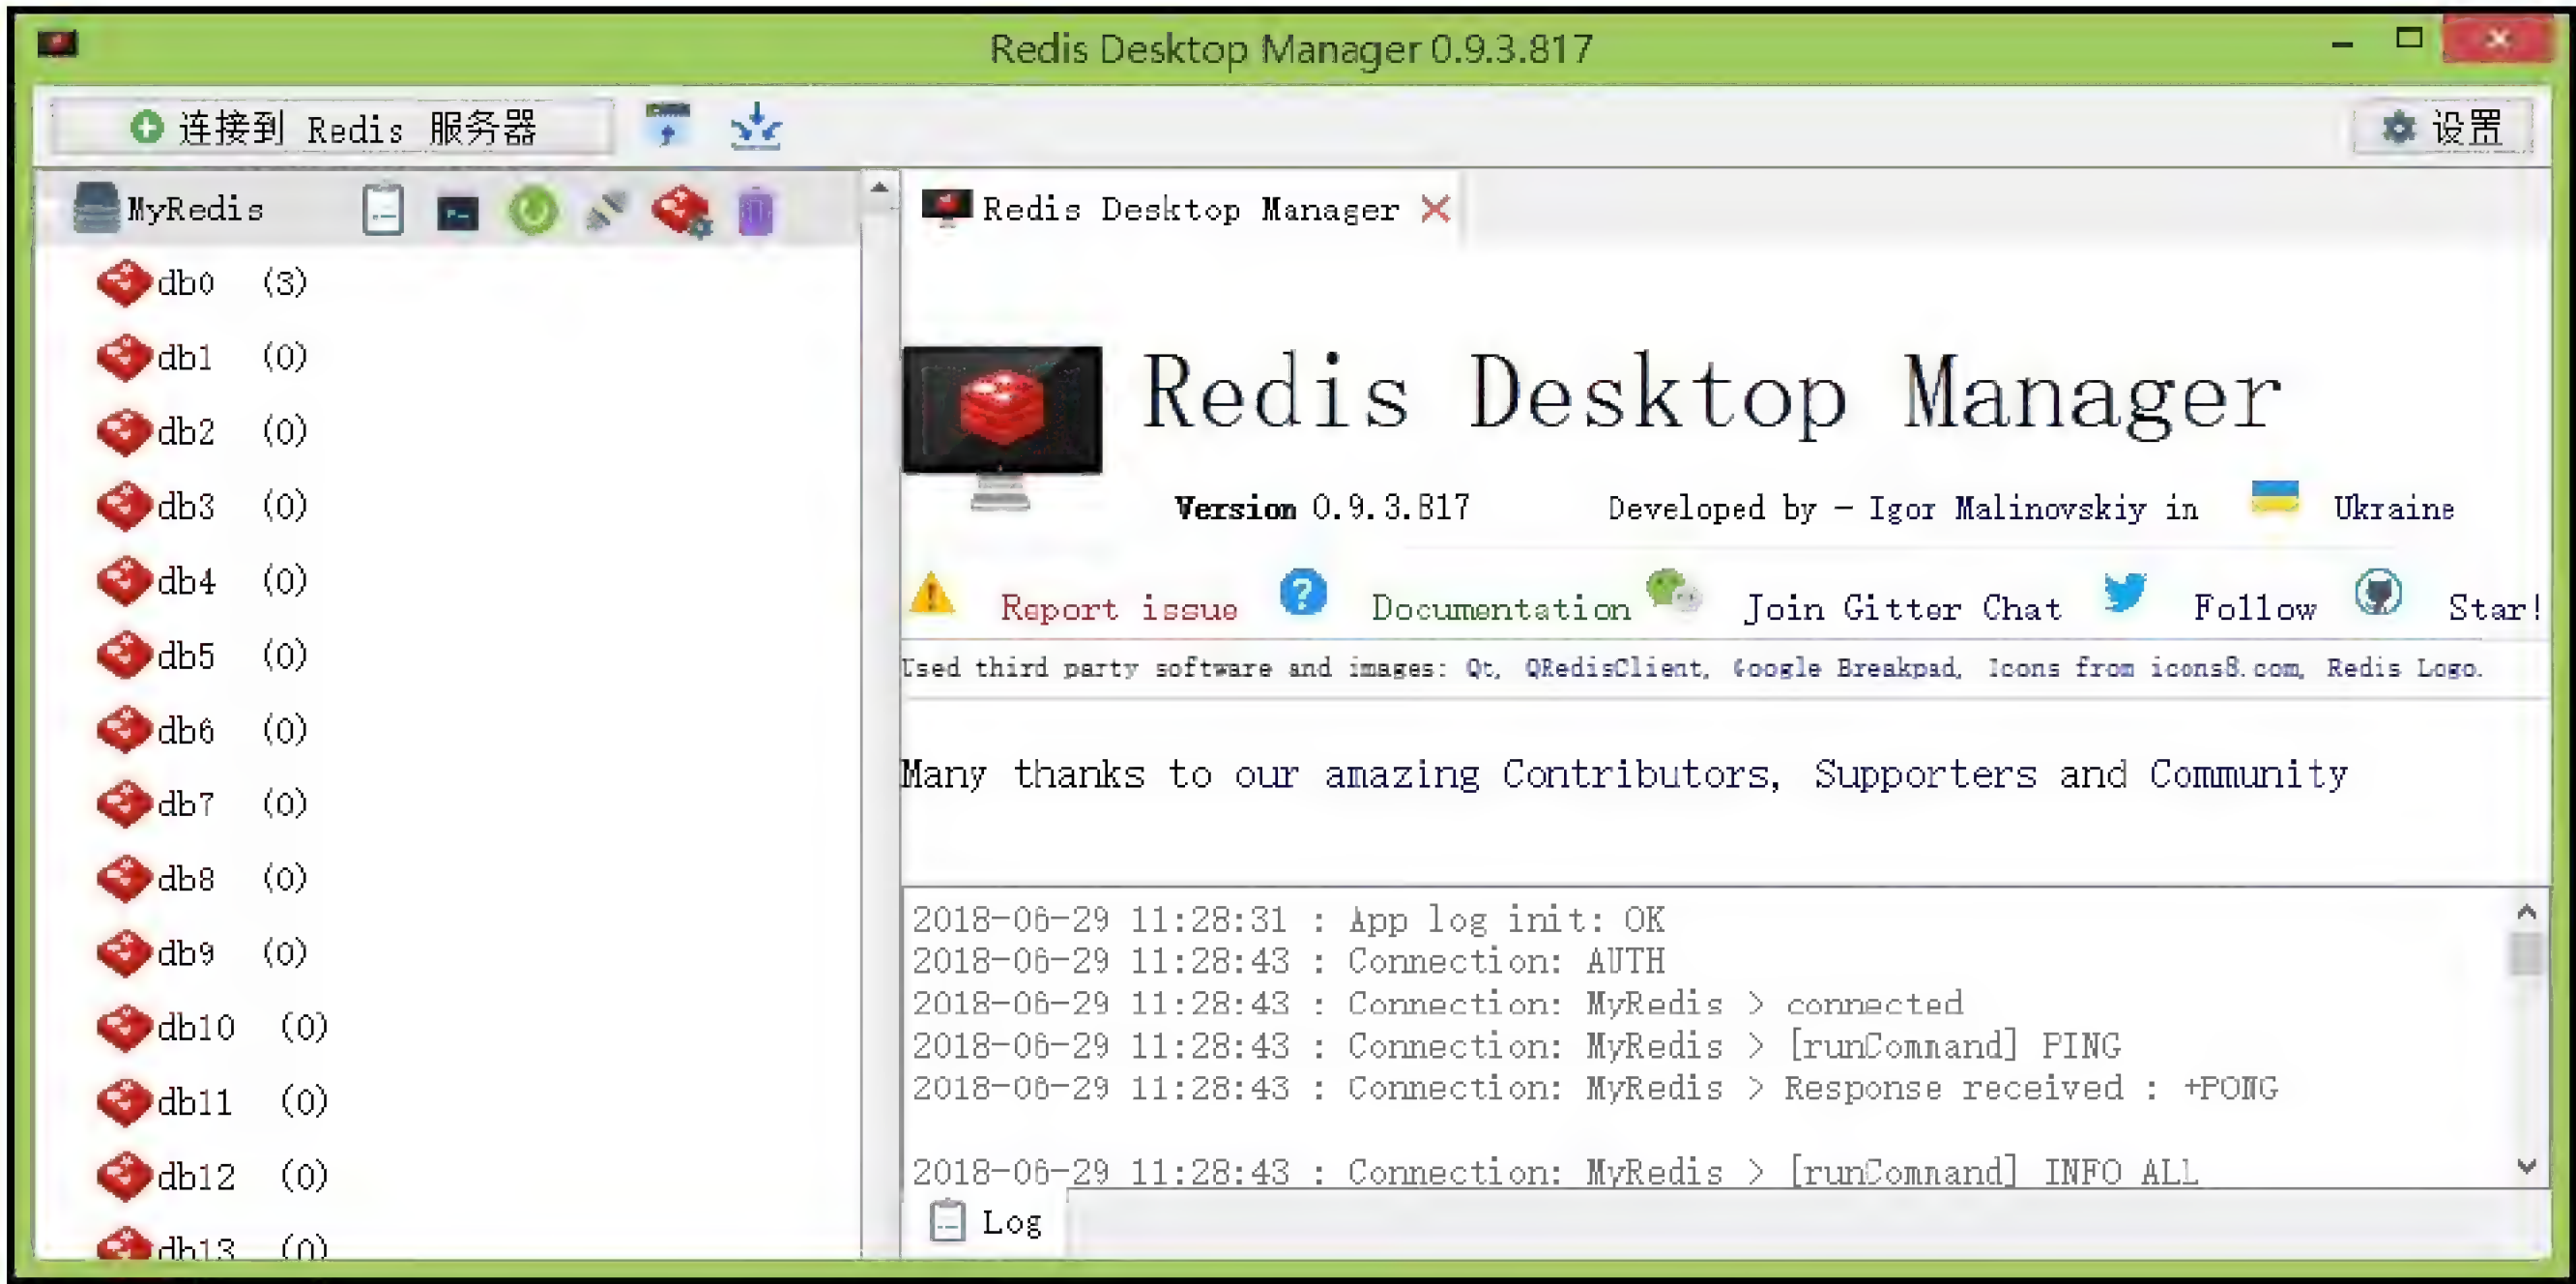 Redis Desktop Manager 0.9.3.817
连接到 Redis 服务器
设置
MyRedis
db0 (3)
db1 (0)
db2 (0)
db3 (0)
db4 (0)
db5 (0)
db6 (0)
db7 (0)
db8 (0)
db9 (0)
db10 (0)
db11 (0)
db12 (0)
db13 (0)
Redis Desktop Manager
Redis Desktop Manager
Version 0.9.3.817 Developed by - Igor Malinovskiy in Ukraine
Report issue Documentation Join Gitter Chat Follow Star!
Used third party software and images: Qt, QRedisClient, Google Breakpad, Icons from icons8.com, Redis Logo.
Many thanks to our amazing Contributors, Supporters and Community
2018-06-29 11:28:31 : App log init: OK
2018-06-29 11:28:43 : Connection: AUTH
2018-06-29 11:28:43 : Connection: MyRedis > connected
2018-06-29 11:28:43 : Connection: MyRedis > [runCommand] PING
2018-06-29 11:28:43 : Connection: MyRedis > Response received : +PONG
2018-06-29 11:28:43 : Connection: MyRedis > [runCommand] INFO ALL
Log